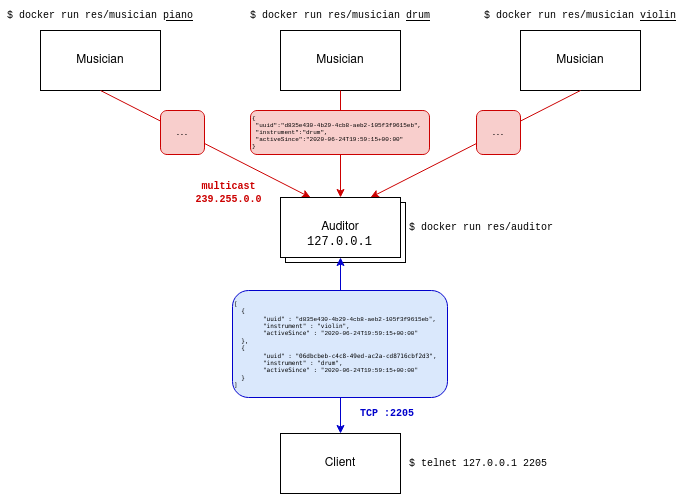 $ docker run res/musician piano
$ docker run res/musician drum
$ docker run res/musician violin
Musician
Musician
Musician
...
{
"uuid":"d835e430-4b29-4cb8-aeb2-105f3f9615eb",
"instrument":"drum",
"activeSince":"2020-06-24T19:59:15+00:00"
}
...
multicast
239.255.0.0
Auditor
127.0.0.1
$ docker run res/auditor
[
{
"uuid" : "d835e430-4b29-4cb8-aeb2-105f3f9615eb",
"instrument" : "violin",
"activeSince" : "2020-06-24T19:59:15+00:00"
},
{
"uuid" : "06dbcbeb-c4c8-49ed-ac2a-cd8716cbf2d3",
"instrument" : "drum",
"activeSince" : "2020-06-24T19:59:15+00:00"
}
]
TCP :2205
Client
$ telnet 127.0.0.1 2205